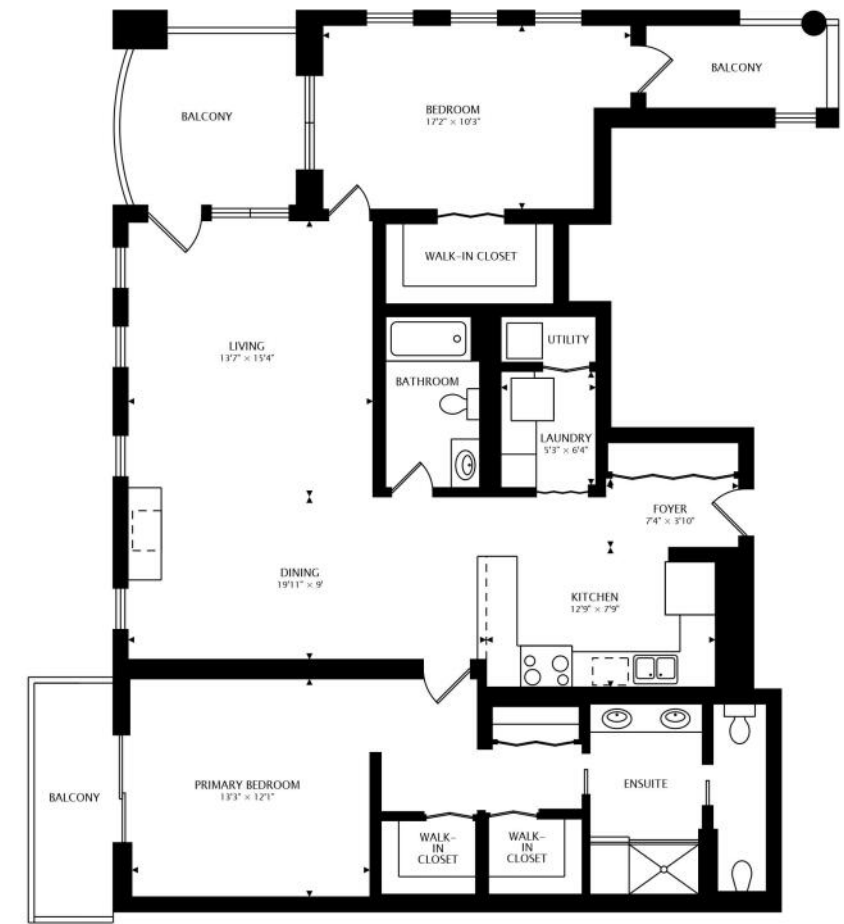 BALCONY
BEDROOM
17'2" × 10'3"
BALCONY
WALK-IN CLOSET
LIVING
13'7" × 15'4"
BATHROOM
UTILITY
LAUNDRY
5'3" × 6'4"
FOYER
7'4" × 3'10"
DINING
19'11" × 9'
KITCHEN
12'9" × 7'9"
BALCONY
PRIMARY BEDROOM
13'3" × 12'1"
ENSUITE
WALK-
IN
CLOSET
WALK-
IN
CLOSET